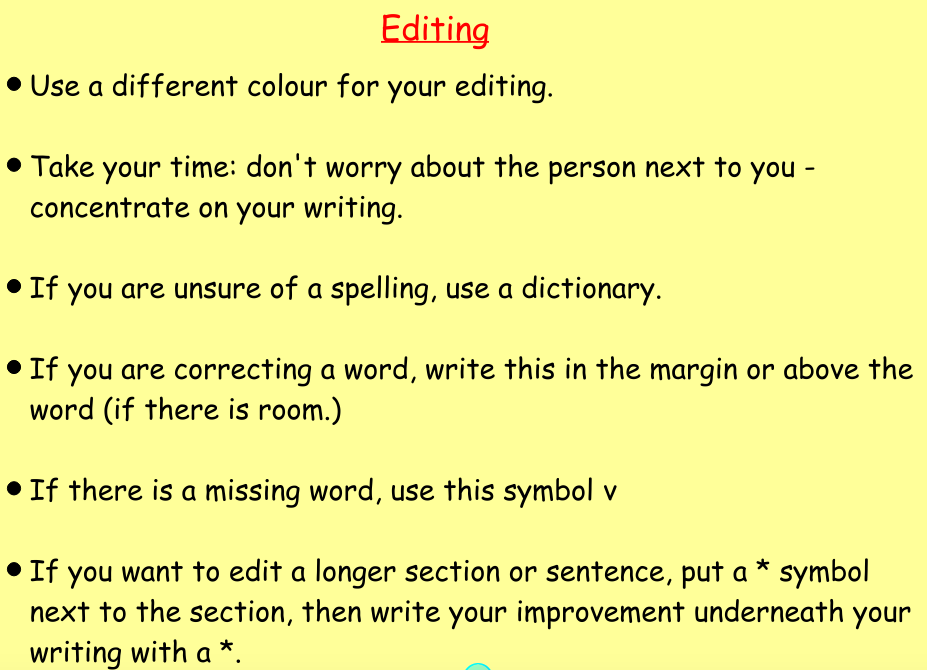 Editing
• Use a different colour for your editing.
• Take your time: don't worry about the person next to you -
concentrate on your writing.
• If you are unsure of a spelling, use a dictionary.
• If you are correcting a word, write this in the margin or above the
word (if there is room.)
• If there is a missing word, use this symbol v
• If you want to edit a longer section or sentence, put a * symbol
next to the section, then write your improvement underneath your
writing with a *.